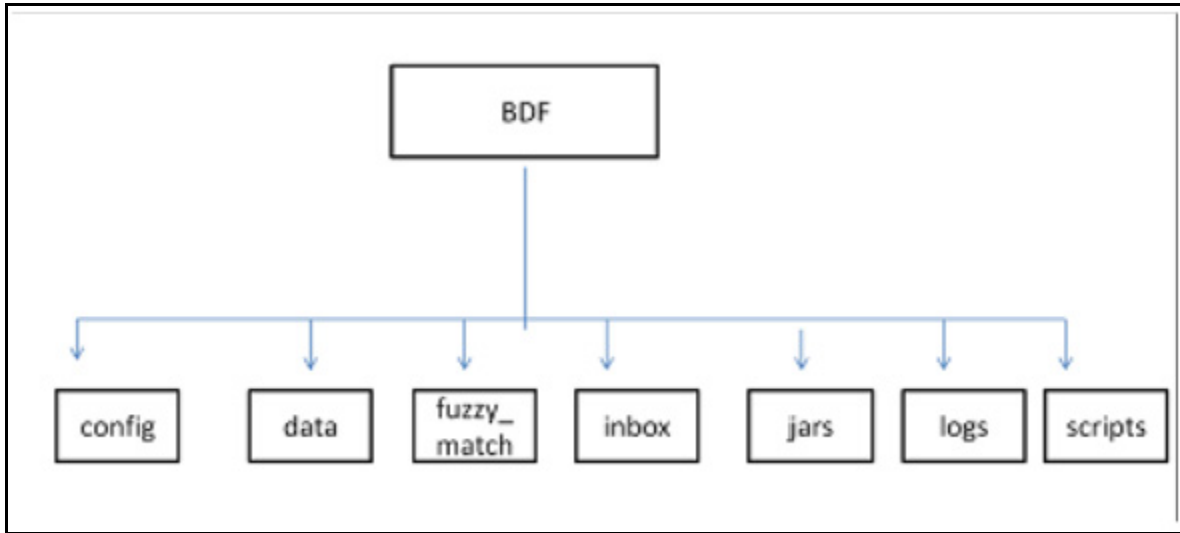 BDF
config
data
fuzzy_
match
inbox
jars
logs
scripts